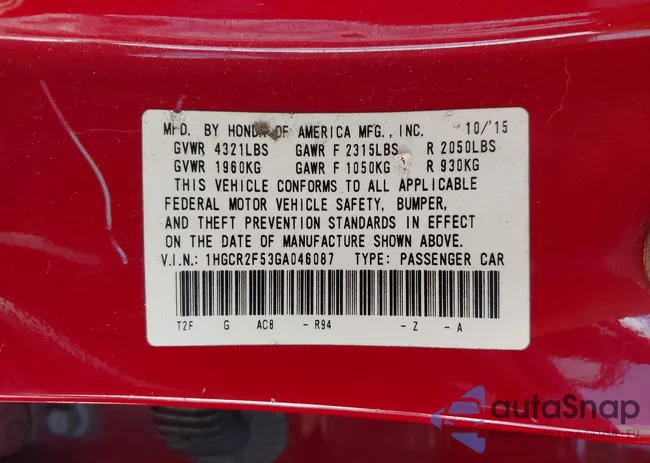 MFD. BY HONDA OF AMERICA MFG., INC. 10/'15
GVWR 4321LBS GAWR F 2315LBS R 2050LBS
GVWR 1960KG GAWR F 1050KG R 930KG
THIS VEHICLE CONFORMS TO ALL APPLICABLE
FEDERAL MOTOR VEHICLE SAFETY, BUMPER,
AND THEFT PREVENTION STANDARDS IN EFFECT
ON THE DATE OF MANUFACTURE SHOWN ABOVE.
V.I.N.: 1HGCR2F53GA046087 TYPE: PASSENGER CAR
T2F G AC8 - R94 - Z - A
autaSnap